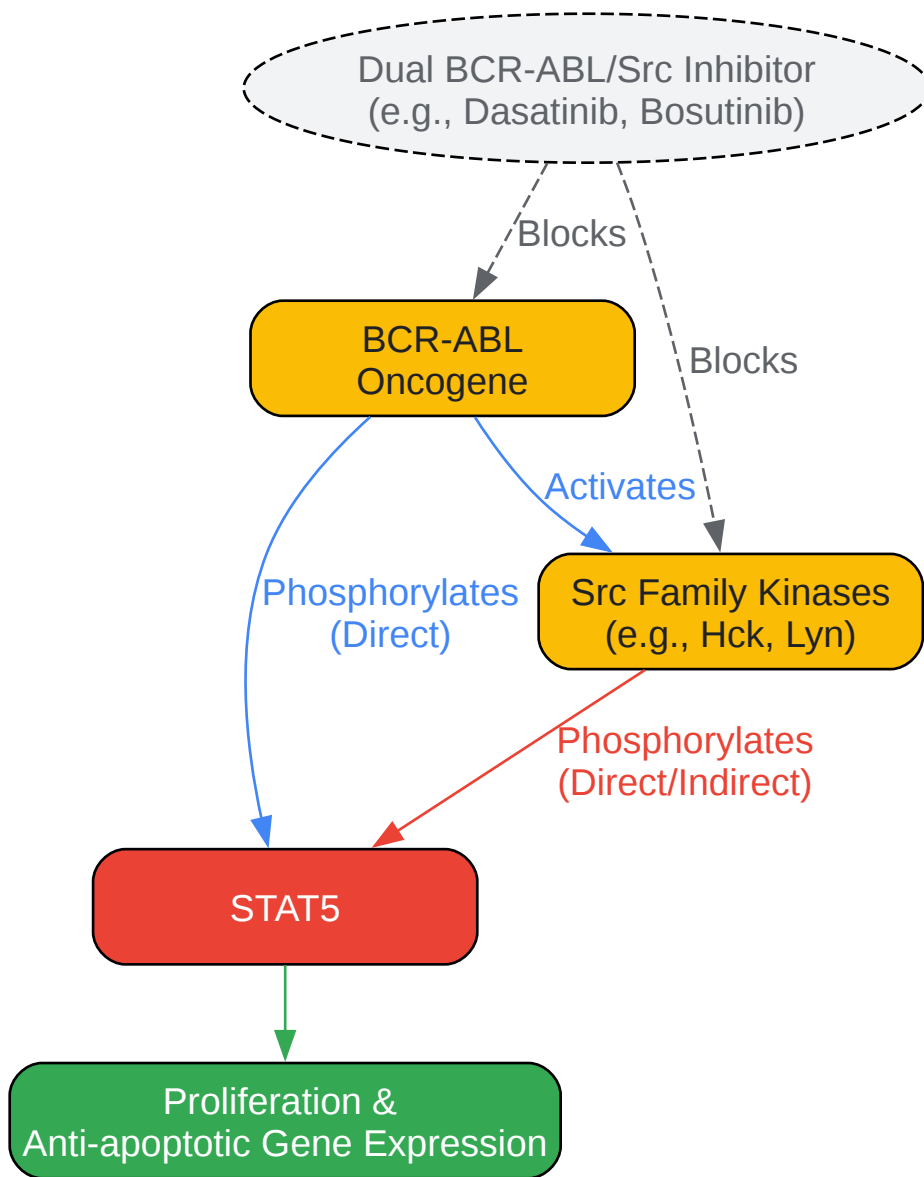 Dual BCR-ABL/Src Inhibitor
(e.g., Dasatinib, Bosutinib)
Blocks
BCR-ABL
Oncogene
Blocks
Activates
Phosphorylates
(Direct)
Src Family Kinases
(e.g., Hck, Lyn)
Phosphorylates
(Direct/Indirect)
STAT5
Proliferation &
Anti-apoptotic Gene Expression